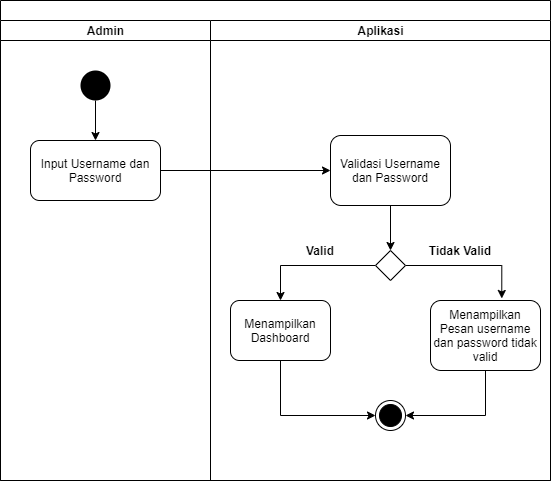 Admin
Aplikasi
Input Username dan
Password
Validasi Username
dan Password
Valid
Tidak Valid
Menampilkan
Dashboard
Menampilkan
Pesan username
dan password tidak
valid